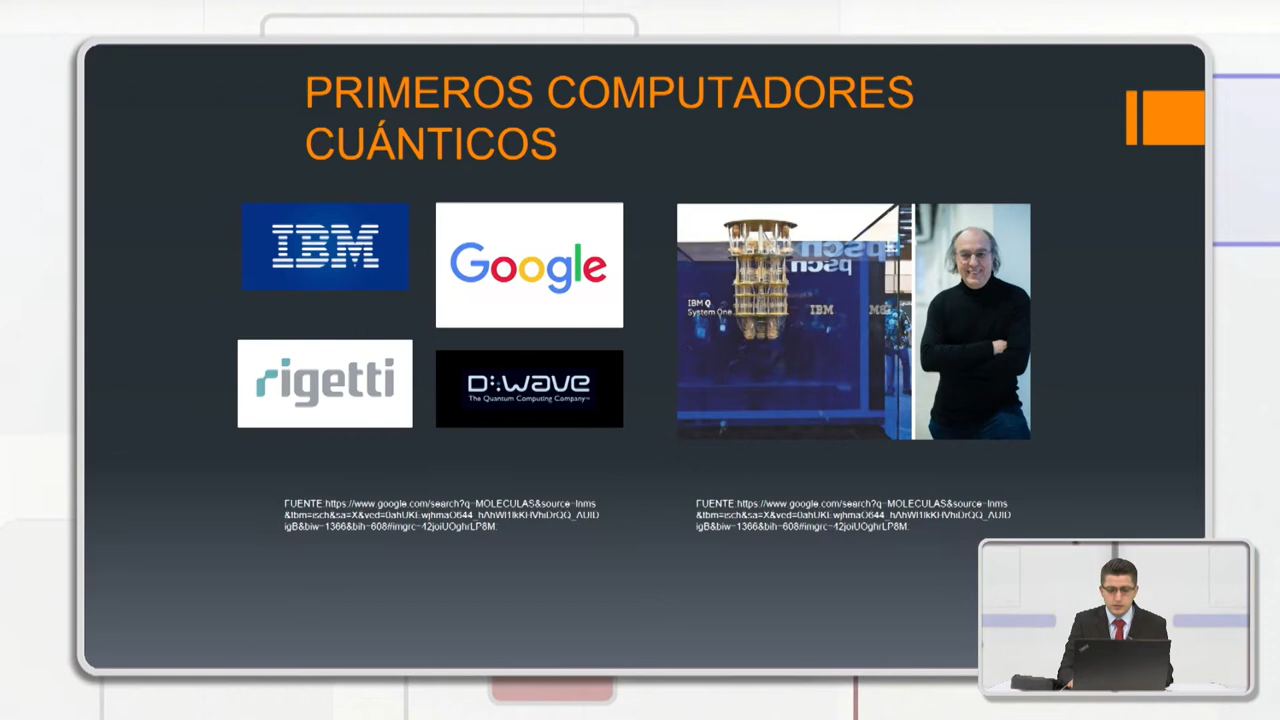 PRIMEROS COMPUTADORES
CUÁNTICOS
IBM
Google
rigetti
D:Wave
The Quantum Computing Company
IBM Q
System One
IBM
IBM
FUENTE:https://www.google.com/search?q=MOLECULAS&source=lnms
FUENTE:https://www.google.com/search?q=MOLECULAS&source=lnms